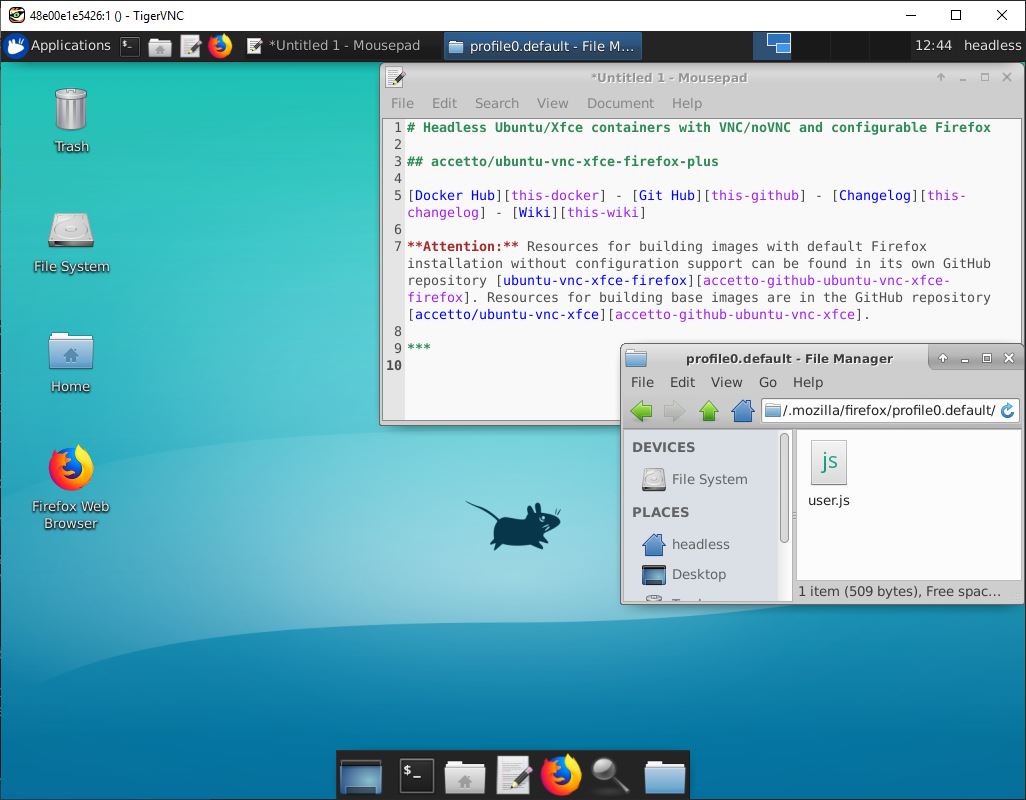 48e00e1e5426:1 () - TigerVNC
Applications
*Untitled 1 - Mousepad
profile0.default - File M...
12:44 headless
Trash
File System
Home
Firefox Web
Browser
*Untitled 1 - Mousepad
File Edit Search View Document Help
1 # Headless Ubuntu/Xfce containers with VNC/noVNC and configurable Firefox
2
3 ## accetto/ubuntu-vnc-xfce-firefox-plus
4
5 [Docker Hub][this-docker] - [Git Hub][this-github] - [Changelog][this-
changelog] - [Wiki][this-wiki]
6
7 **Attention:** Resources for building images with default Firefox
installation without configuration support can be found in its own GitHub
repository [ubuntu-vnc-xfce-firefox][accetto-github-ubuntu-vnc-xfce-
firefox]. Resources for building base images are in the GitHub repository
[accetto/ubuntu-vnc-xfce][accetto-github-ubuntu-vnc-xfce].
8
9 ***
10
profile0.default - File Manager
File Edit View Go Help
/.mozilla/firefox/profile0.default/
DEVICES
File System
PLACES
headless
Desktop
js
user.js
1 item (509 bytes), Free spac...
$_